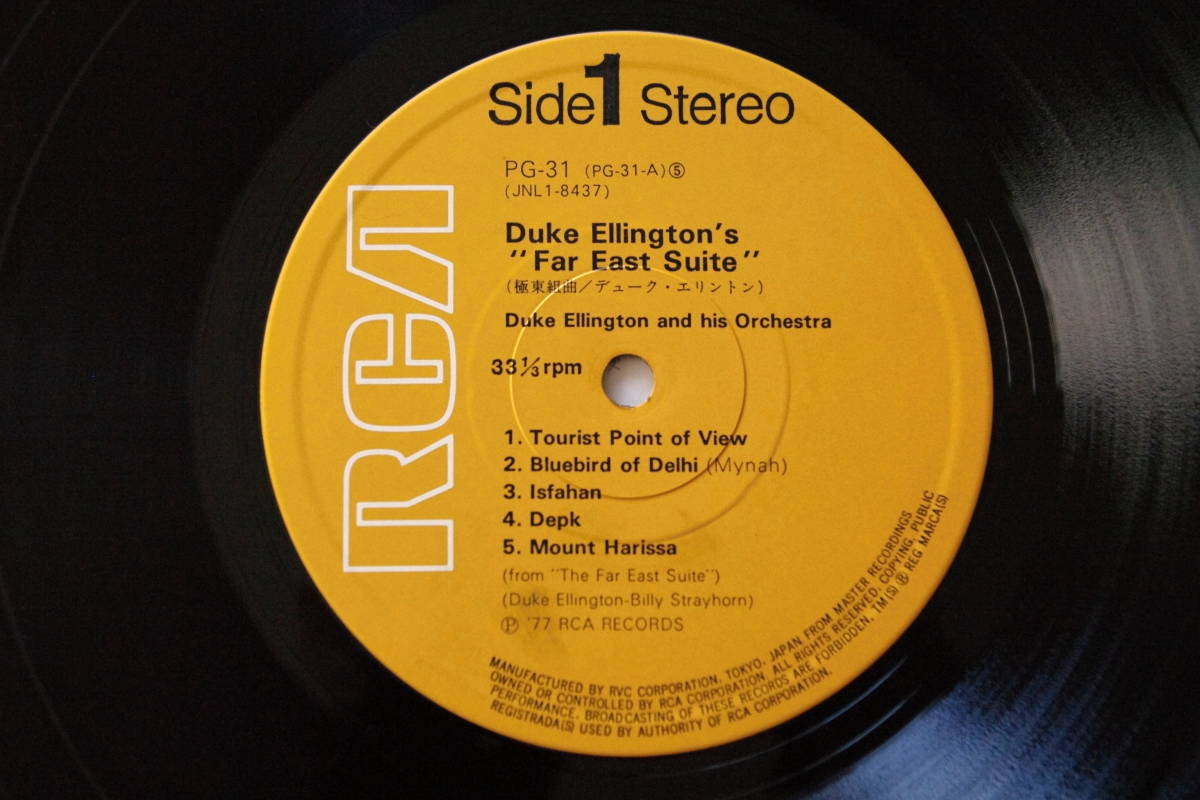 Side 1 Stereo
PG-31 (PG-31-A)⑤
(JNL1-8437)
Duke Ellington's
"Far East Suite"
(極東組曲/デューク・エリントン)
Duke Ellington and his Orchestra
33⅓ rpm
1. Tourist Point of View
2. Bluebird of Delhi (Mynah)
3. Isfahan
4. Depk
5. Mount Harissa
(from "The Far East Suite")
(Duke Ellington-Billy Strayhorn)
℗ '77 RCA RECORDS
RCA
MANUFACTURED BY RVC CORPORATION, TOKYO, JAPAN, FROM MASTER RECORDINGS
OWNED OR CONTROLLED BY RCA CORPORATION, ALL RIGHTS RESERVED, COPYING, PUBLIC
PERFORMANCE, BROADCASTING OF THESE RECORDS ARE FORBIDDEN, TM(S) ® REG MARCA(S)
REGISTRADA(S) USED BY AUTHORITY OF RCA CORPORATION.